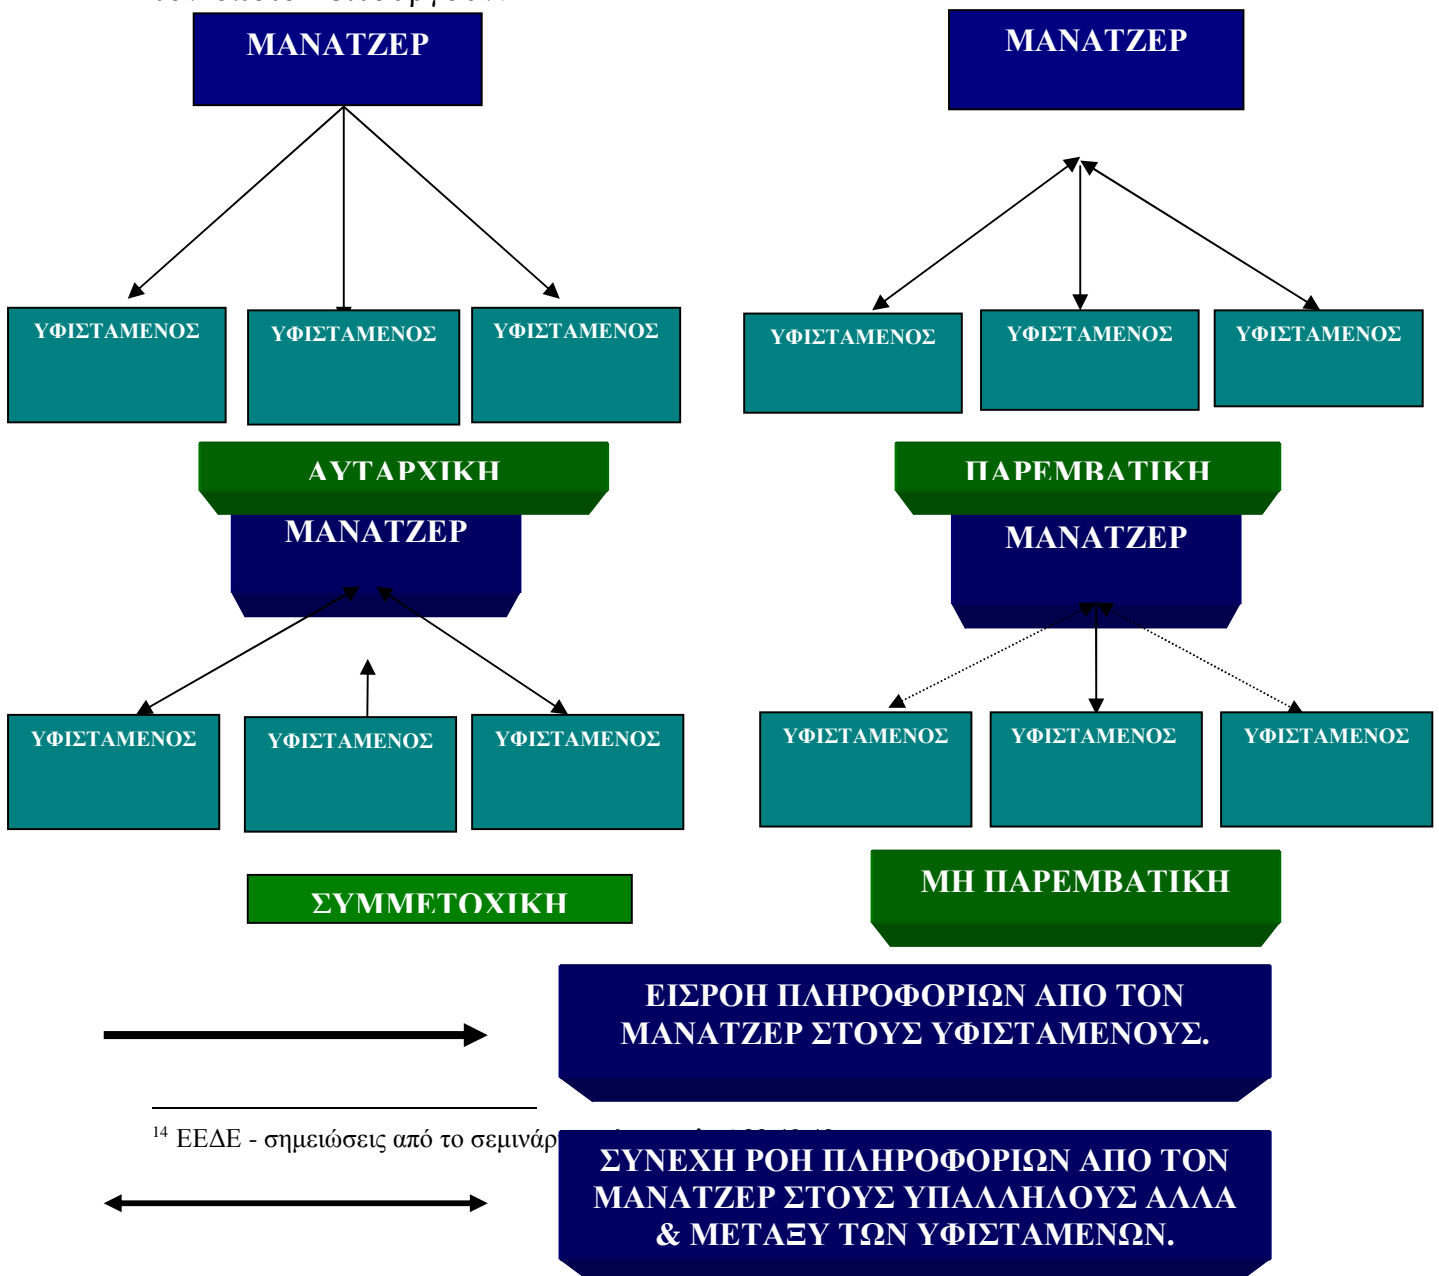 ΜΑΝΑΤΖΕΡ
ΜΑΝΑΤΖΕΡ
ΥΦΙΣΤΑΜΕΝΟΣ
ΥΦΙΣΤΑΜΕΝΟΣ
ΥΦΙΣΤΑΜΕΝΟΣ
ΥΦΙΣΤΑΜΕΝΟΣ
ΥΦΙΣΤΑΜΕΝΟΣ
ΥΦΙΣΤΑΜΕΝΟΣ
ΑΥΤΑΡΧΙΚΗ
ΠΑΡΕΜΒΑΤΙΚΗ
ΜΑΝΑΤΖΕΡ
ΜΑΝΑΤΖΕΡ
ΥΦΙΣΤΑΜΕΝΟΣ
ΥΦΙΣΤΑΜΕΝΟΣ
ΥΦΙΣΤΑΜΕΝΟΣ
ΥΦΙΣΤΑΜΕΝΟΣ
ΥΦΙΣΤΑΜΕΝΟΣ
ΥΦΙΣΤΑΜΕΝΟΣ
ΣΥΜΜΕΤΟΧΙΚΗ
ΜΗ ΠΑΡΕΜΒΑΤΙΚΗ
ΕΙΣΡΟΗ ΠΛΗΡΟΦΟΡΙΩΝ ΑΠΟ ΤΟΝ
ΜΑΝΑΤΖΕΡ ΣΤΟΥΣ ΥΦΙΣΤΑΜΕΝΟΥΣ.
14 ΕΕΔΕ - σημειώσεις από το
ΣΥΝΕΧΗ ΡΟΗ ΠΛΗΡΟΦΟΡΙΩΝ ΑΠΟ ΤΟΝ
ΜΑΝΑΤΖΕΡ ΣΤΟΥΣ ΥΠΑΛΛΗΛΟΥΣ ΑΛΛΑ
& ΜΕΤΑΞΥ ΤΩΝ ΥΦΙΣΤΑΜΕΝΩΝ.